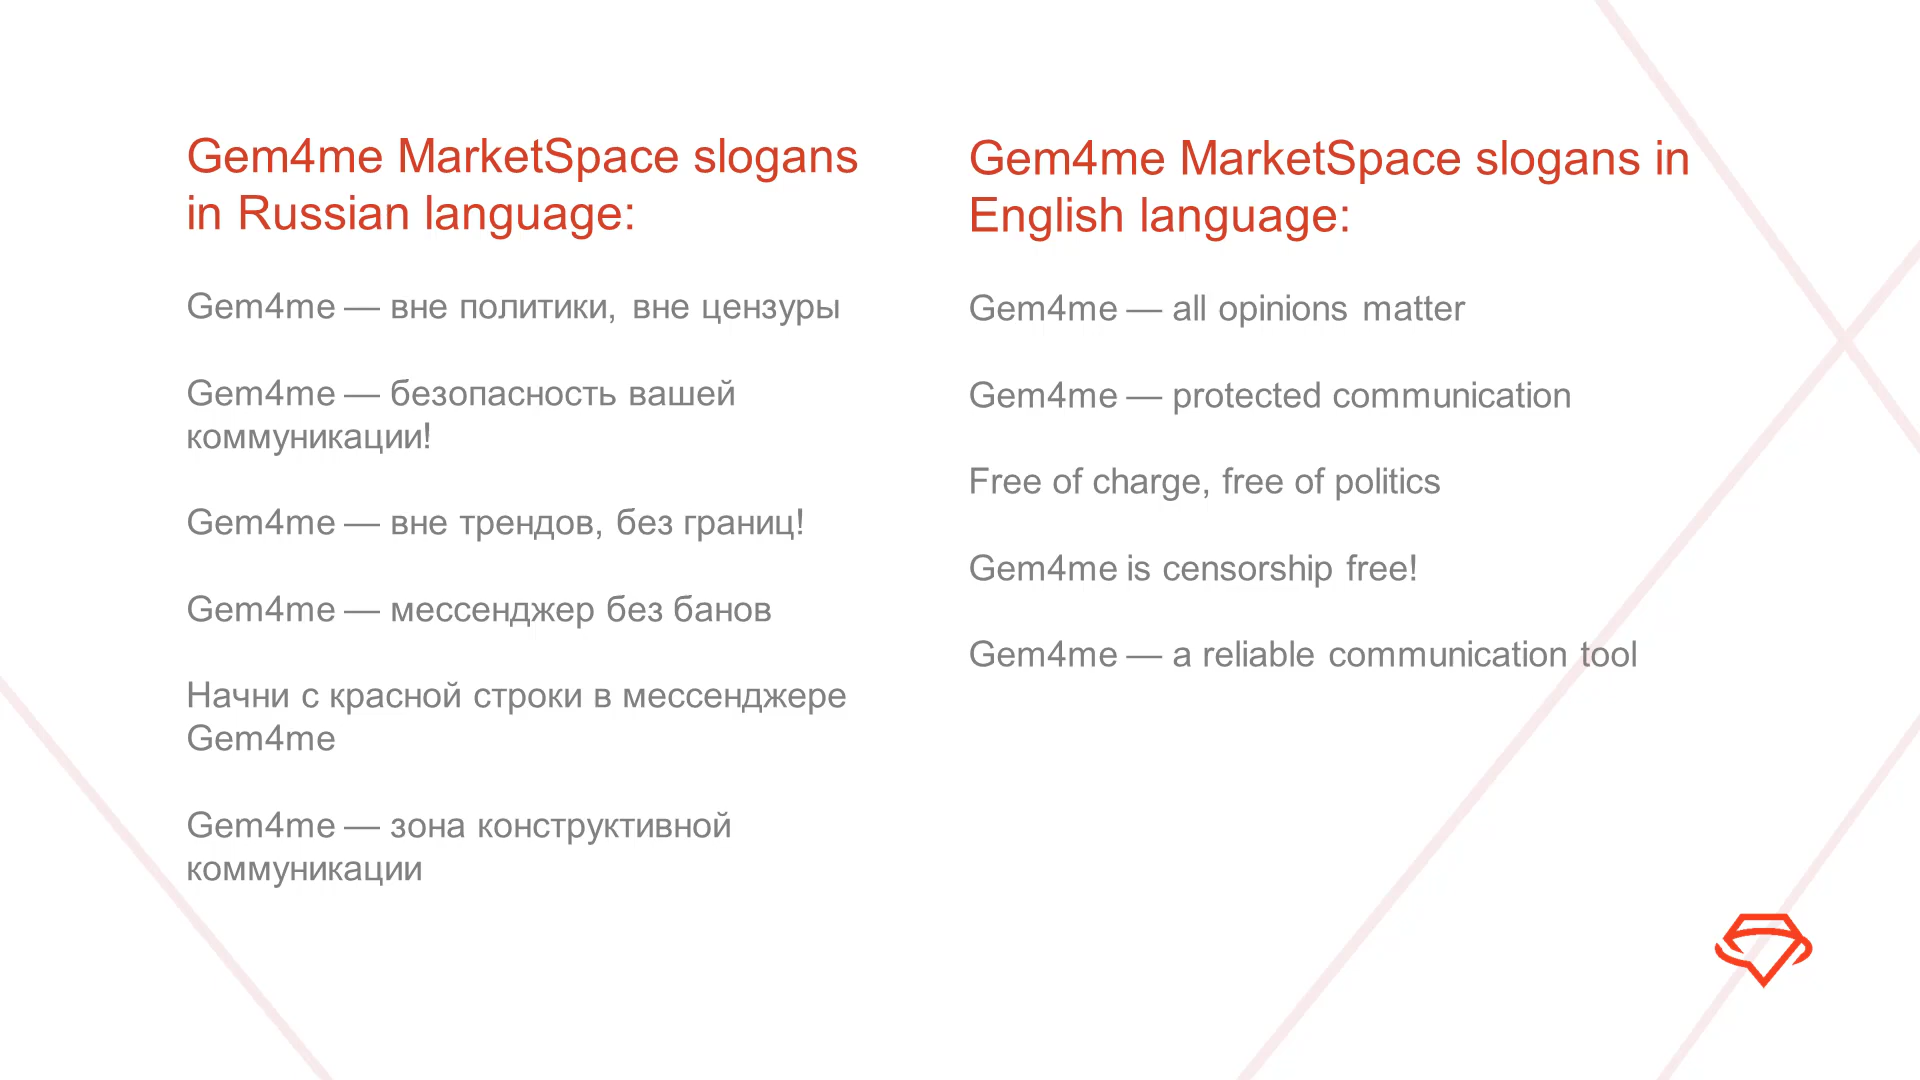 Gem4me MarketSpace slogans
in Russian language:
Gem4me — вне политики, вне цензуры
Gem4me — безопасность вашей
коммуникации!
Gem4me — вне трендов, без границ!
Gem4me — мессенджер без банов
Начни с красной строки в мессенджере
Gem4me
Gem4me — зона конструктивной
коммуникации
Gem4me MarketSpace slogans in
English language:
Gem4me — all opinions matter
Gem4me — protected communication
Free of charge, free of politics
Gem4me is censorship free!
Gem4me — a reliable communication tool